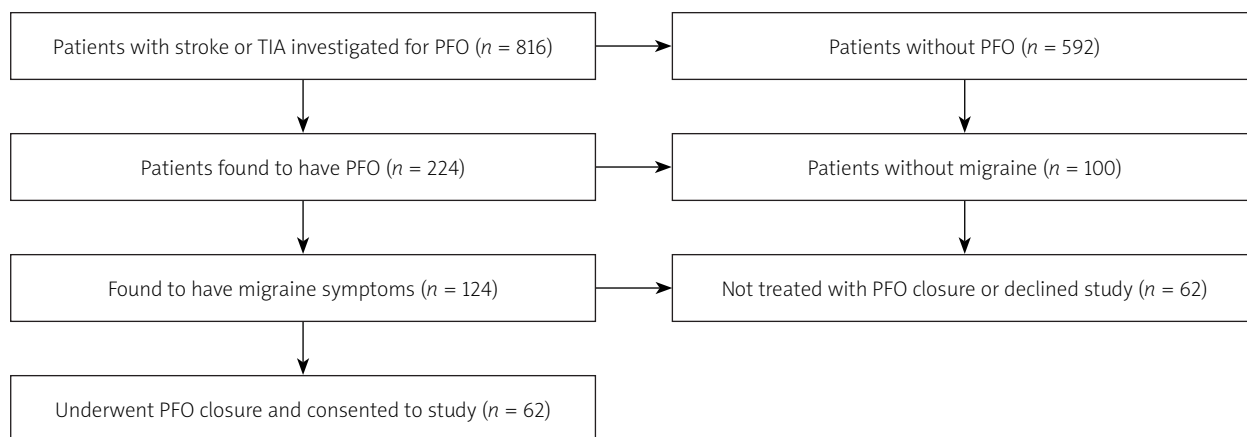 Patients with stroke or TIA investigated for PFO (n = 816)
Patients without PFO (n = 592)
Patients found to have PFO (n = 224)
Patients without migraine (n = 100)
Found to have migraine symptoms (n = 124)
Not treated with PFO closure or declined study (n = 62)
Underwent PFO closure and consented to study (n = 62)